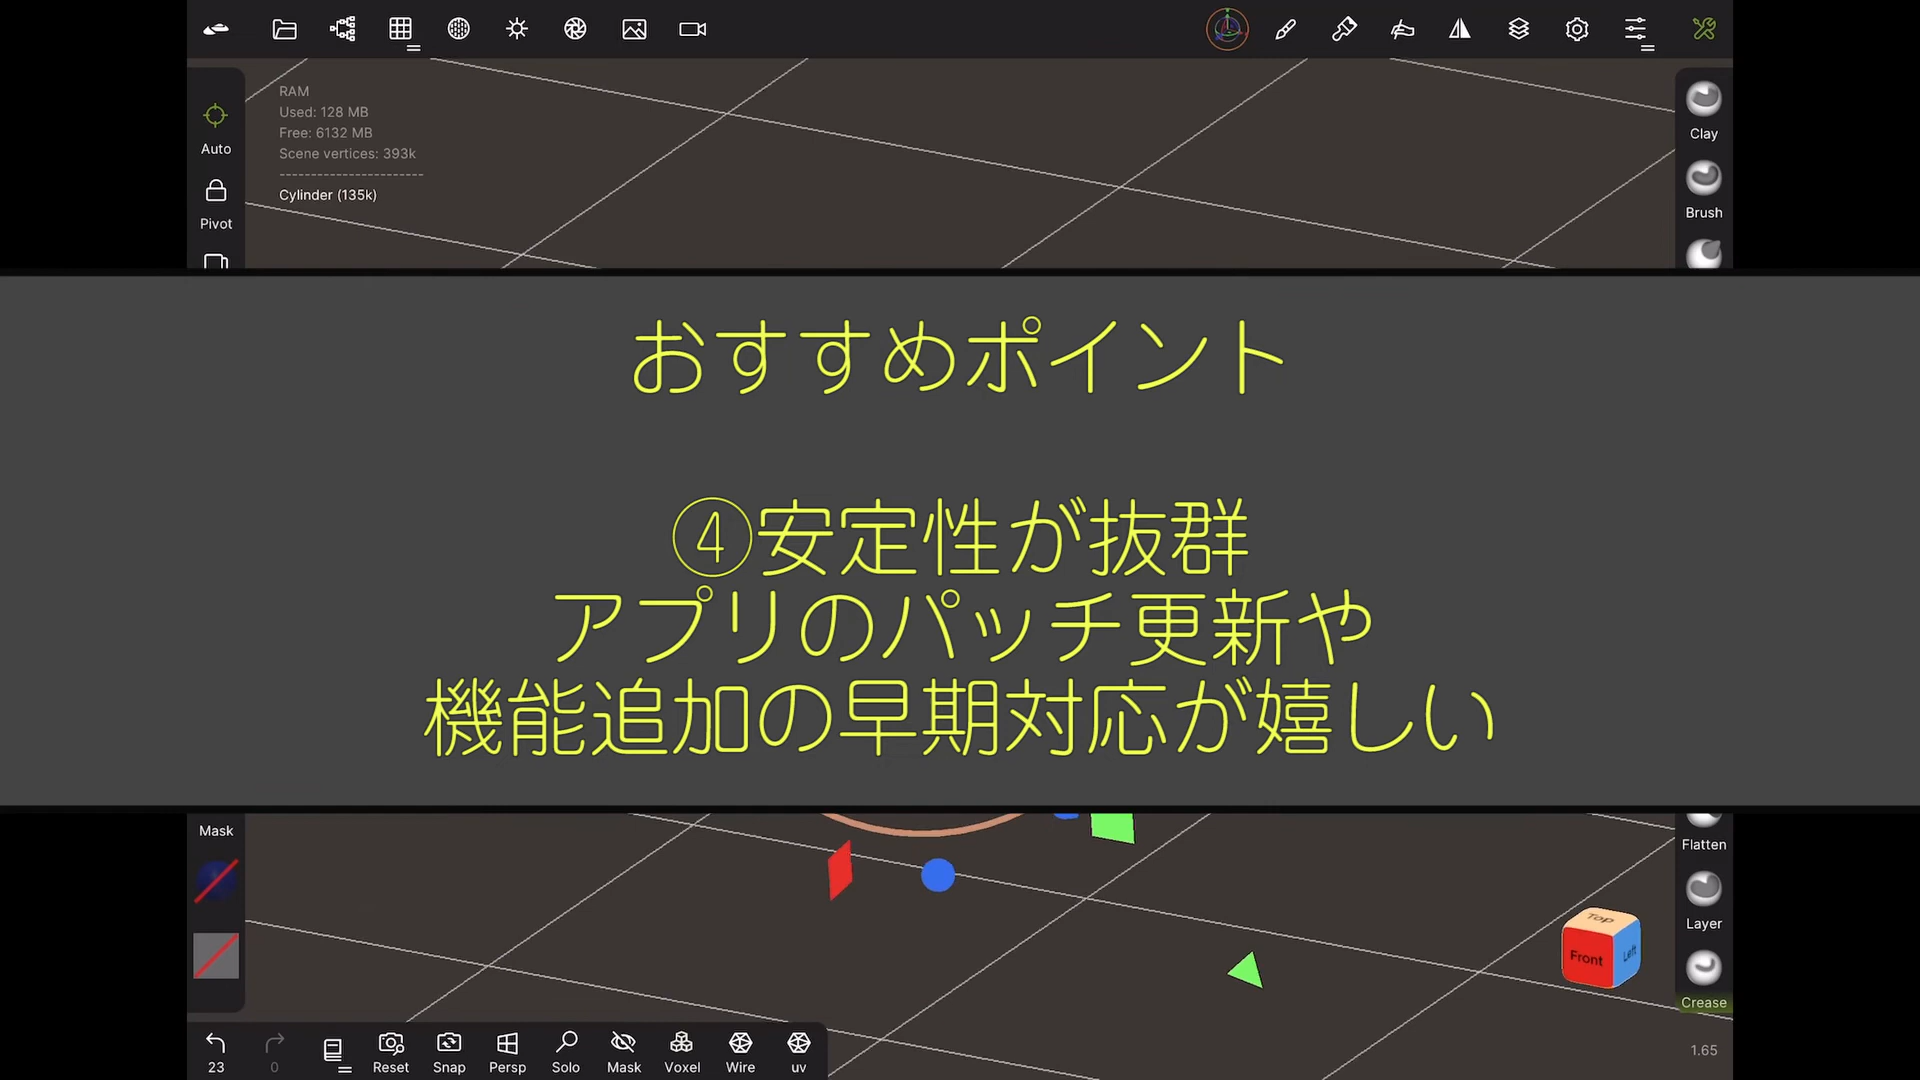 RAM
Used: 128 MB
Free: 6132 MB
Scene vertices: 393k
-----------------------
Cylinder (135k)
Auto
Pivot
Clay
Brush
おすすめポイント
④安定性が抜群
アプリのパッチ更新や
機能追加の早期対応が嬉しい
Mask
Flatten
Layer
Crease
Top
Front
Left
23
0
Reset
Snap
Persp
Solo
Mask
Voxel
Wire
uv
1.65